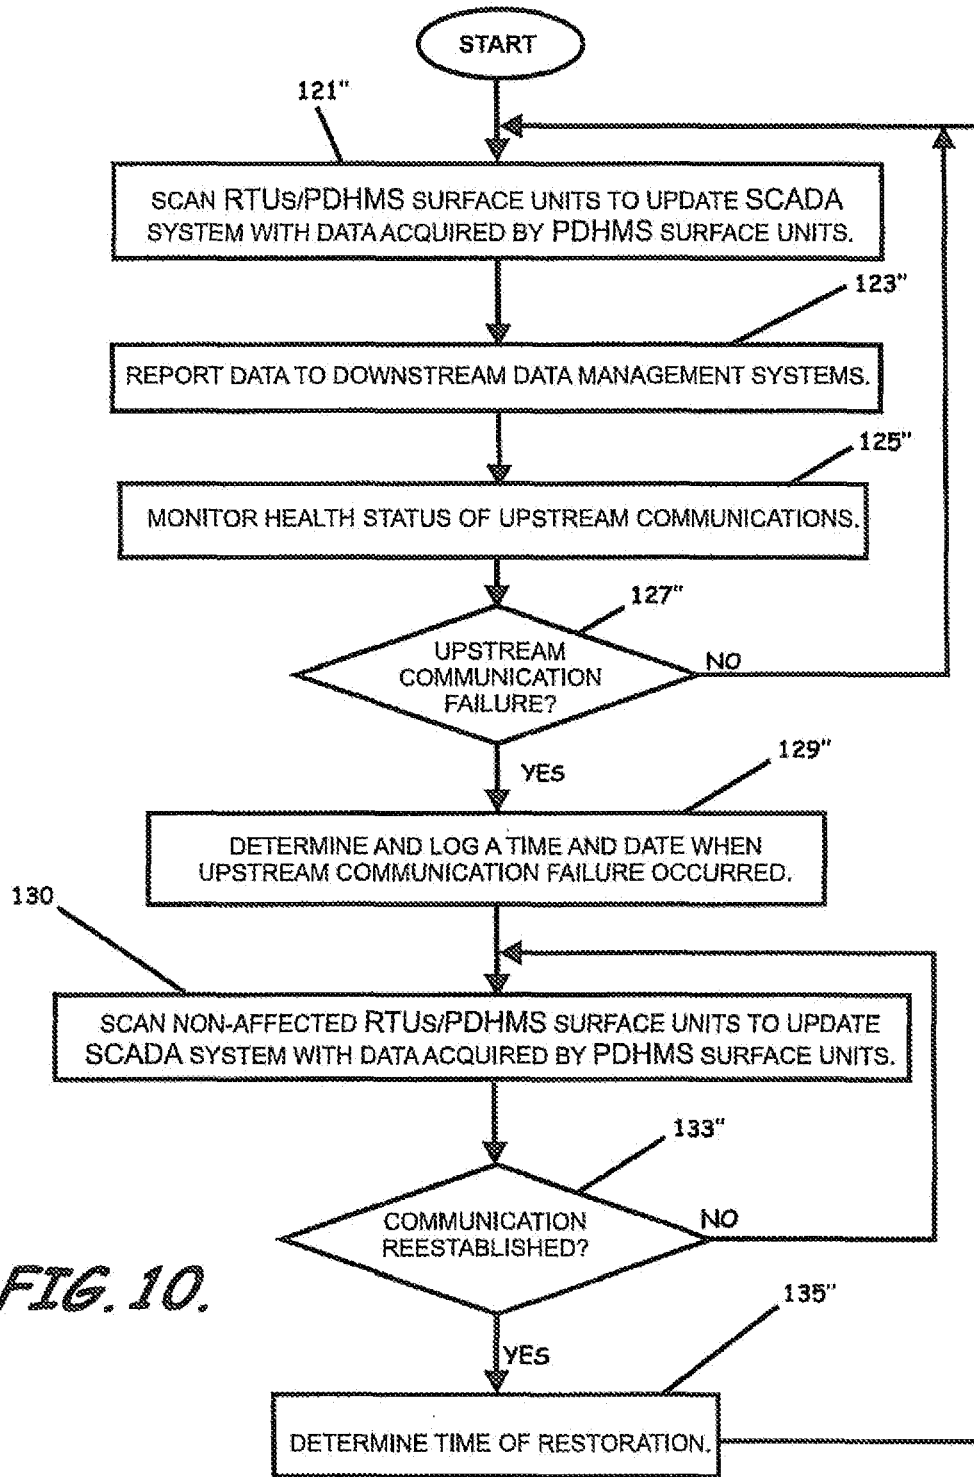 START
121"
SCAN RTUs/PDHMS SURFACE UNITS TO UPDATE SCADA
SYSTEM WITH DATA ACQUIRED BY PDHMS SURFACE UNITS.
123"
REPORT DATA TO DOWNSTREAM DATA MANAGEMENT SYSTEMS.
125"
MONITOR HEALTH STATUS OF UPSTREAM COMMUNICATIONS.
127"
UPSTREAM
COMMUNICATION
FAILURE?
NO
YES
129"
DETERMINE AND LOG A TIME AND DATE WHEN
UPSTREAM COMMUNICATION FAILURE OCCURRED.
130
SCAN NON-AFFECTED RTUs/PDHMS SURFACE UNITS TO UPDATE
SCADA SYSTEM WITH DATA ACQUIRED BY PDHMS SURFACE UNITS.
133"
COMMUNICATION
REESTABLISHED?
NO
FIG. 10.
YES
135"
DETERMINE TIME OF RESTORATION.